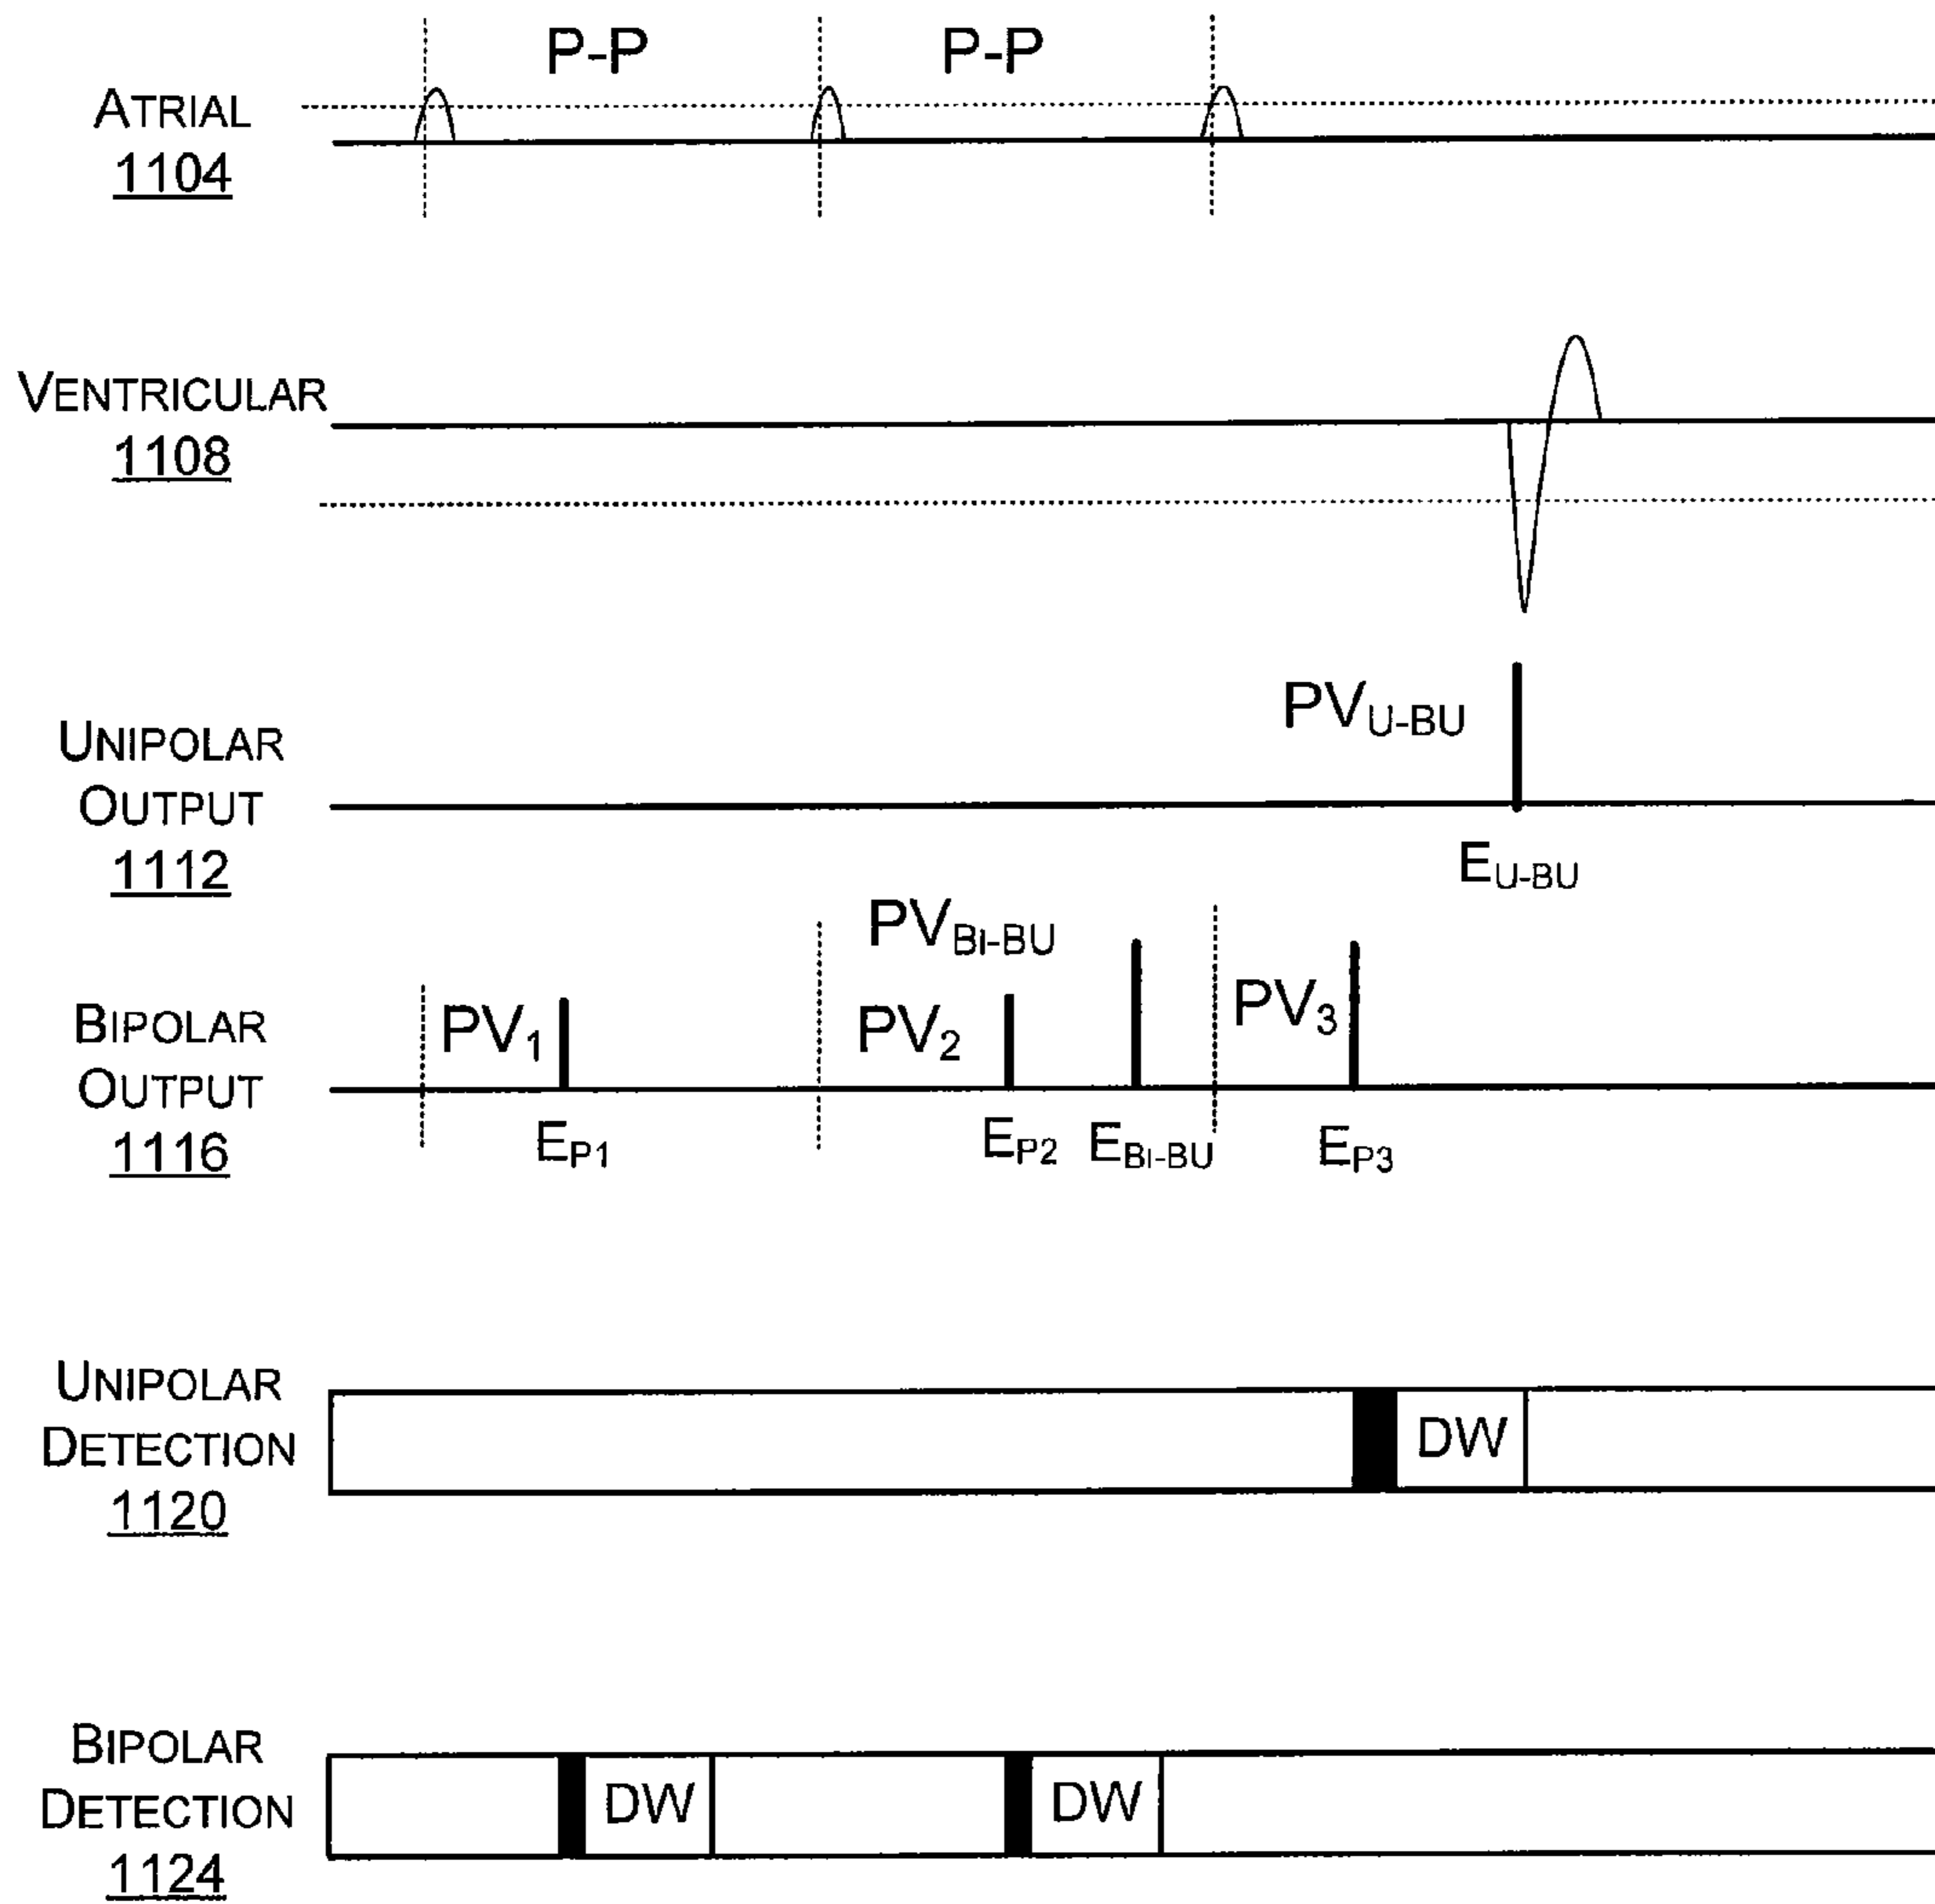 P-P P-P
ATRIAL
1104
VENTRICULAR
1108
PVU-BU
UNIPOLAR
OUTPUT
1112
EU-BU
PVBI-BU
BIPOLAR
OUTPUT
1116
PV1 PV2 PV3
EP1 EP2 EBI-BU EP3
UNIPOLAR
DETECTION
1120
DW
BIPOLAR
DETECTION
1124
DW DW